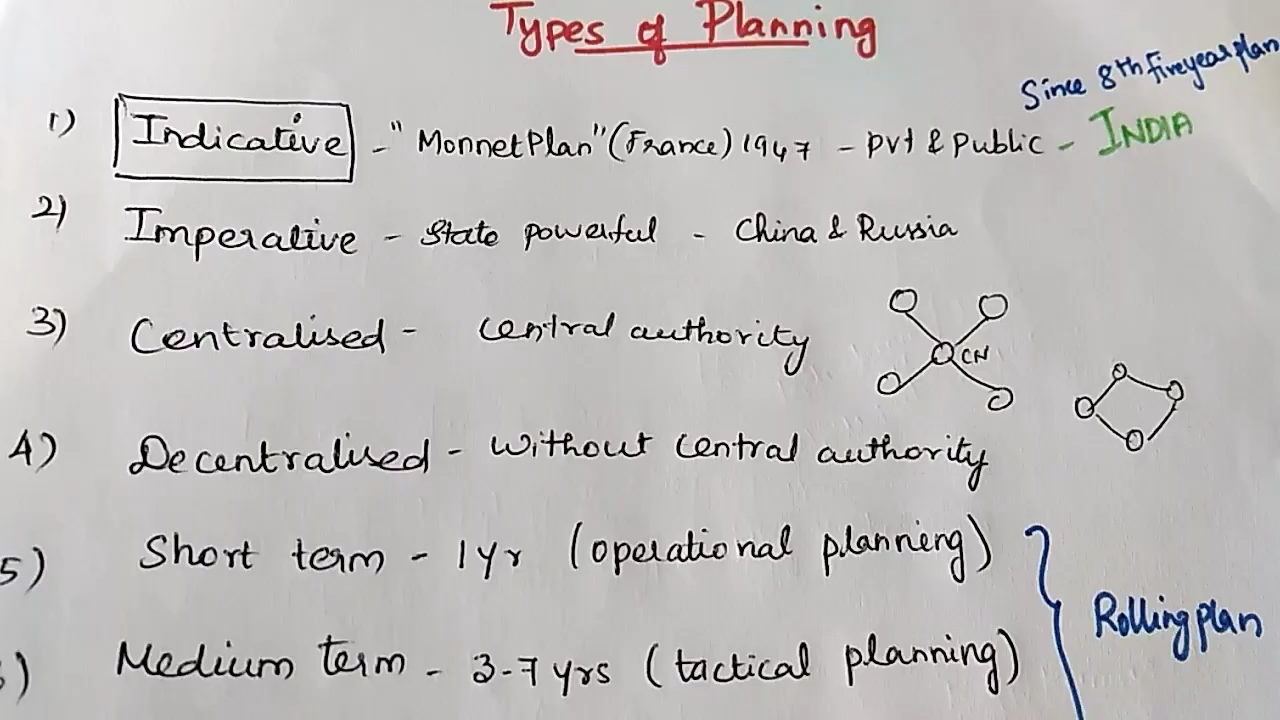 Types of Planning
Since 8th fiveyear plan
1) Indicative - "MonnetPlan" (France) 1947 - Pvt & Public - INDIA
2) Imperative - State powerful - China & Russia
3) Centralised - Central authority
CN
4) Decentralised - Without Central authority
5) Short term - 1 yr (operational planning)
Rolling plan
) Medium term - 3-7 yrs (tactical planning)